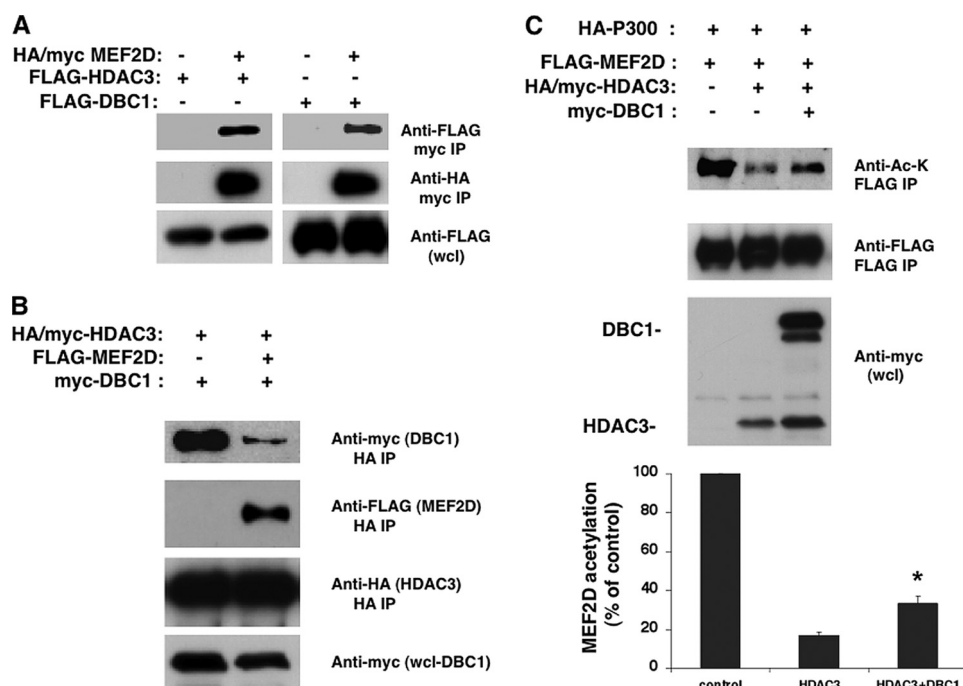 A
HA/myc MEF2D: - + - +
FLAG-HDAC3: + + - -
FLAG-DBC1: - - + +
Anti-FLAG
myc IP
Anti-HA
myc IP
Anti-FLAG
(wcl)
B
HA/myc-HDAC3: + +
FLAG-MEF2D: - +
myc-DBC1 : + +
Anti-myc (DBC1)
HA IP
Anti-FLAG (MEF2D)
HA IP
Anti-HA (HDAC3)
HA IP
Anti-myc (wcl-DBC1)
C
HA-P300 : + + +
FLAG-MEF2D: + + +
HA/myc-HDAC3: - + +
myc-DBC1: - - +
Anti-Ac-K
FLAG IP
Anti-FLAG
FLAG IP
DBC1-
Anti-myc
(wcl)
HDAC3-
MEF2D acetylation
(% of control)
100
80
60
40
20
0
*
control HDAC3 HDAC3+DBC1